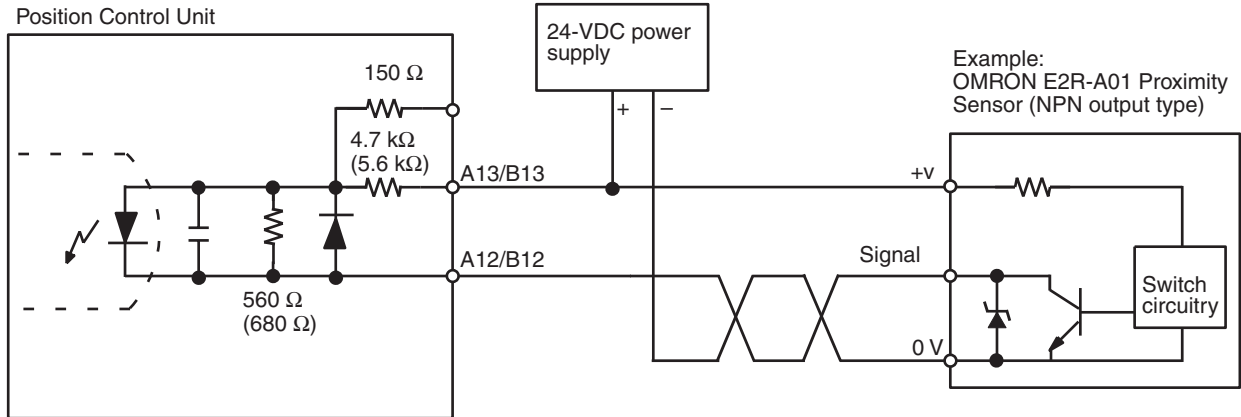 Position Control Unit
24-VDC power
supply
Example:
OMRON E2R-A01 Proximity
Sensor (NPN output type)
150 Ω
+
−
4.7 kΩ
(5.6 kΩ)
A13/B13
+v
A12/B12
Signal
Switch
circuitry
560 Ω
(680 Ω)
0 V